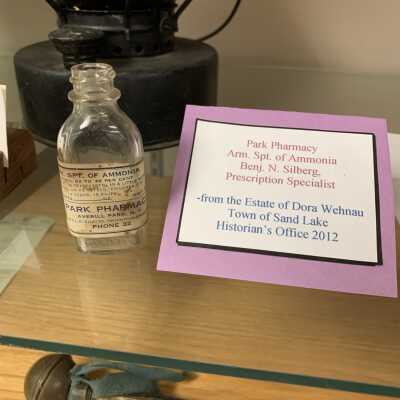 SPT. OF AMMONIA
PARK PHARMACY
AVERILL PARK, N.Y.
PHONE 22
Park Pharmacy
Arm. Spt. of Ammonia
Benj. N. Silberg,
Prescription Specialist
-from the Estate of Dora Wehnau
Town of Sand Lake
Historian's Office 2012